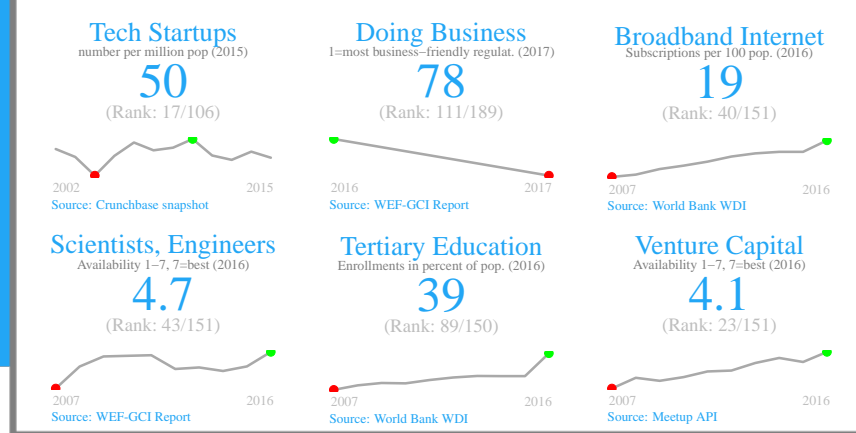 Tech Startups
number per million pop (2015)
50
(Rank: 17/106)
2002 2015
Source: Crunchbase snapshot
Doing Business
1=most business−friendly regulat. (2017)
78
(Rank: 111/189)
2016 2017
Source: WEF-GCI Report
Broadband Internet
Subscriptions per 100 pop. (2016)
19
(Rank: 40/151)
2007 2016
Source: World Bank WDI
Scientists, Engineers
Availability 1−7, 7=best (2016)
4.7
(Rank: 43/151)
2007 2016
Source: WEF-GCI Report
Tertiary Education
Enrollments in percent of pop. (2016)
39
(Rank: 89/150)
2007 2016
Source: World Bank WDI
Venture Capital
Availability 1−7, 7=best (2016)
4.1
(Rank: 23/151)
2007 2016
Source: Meetup API